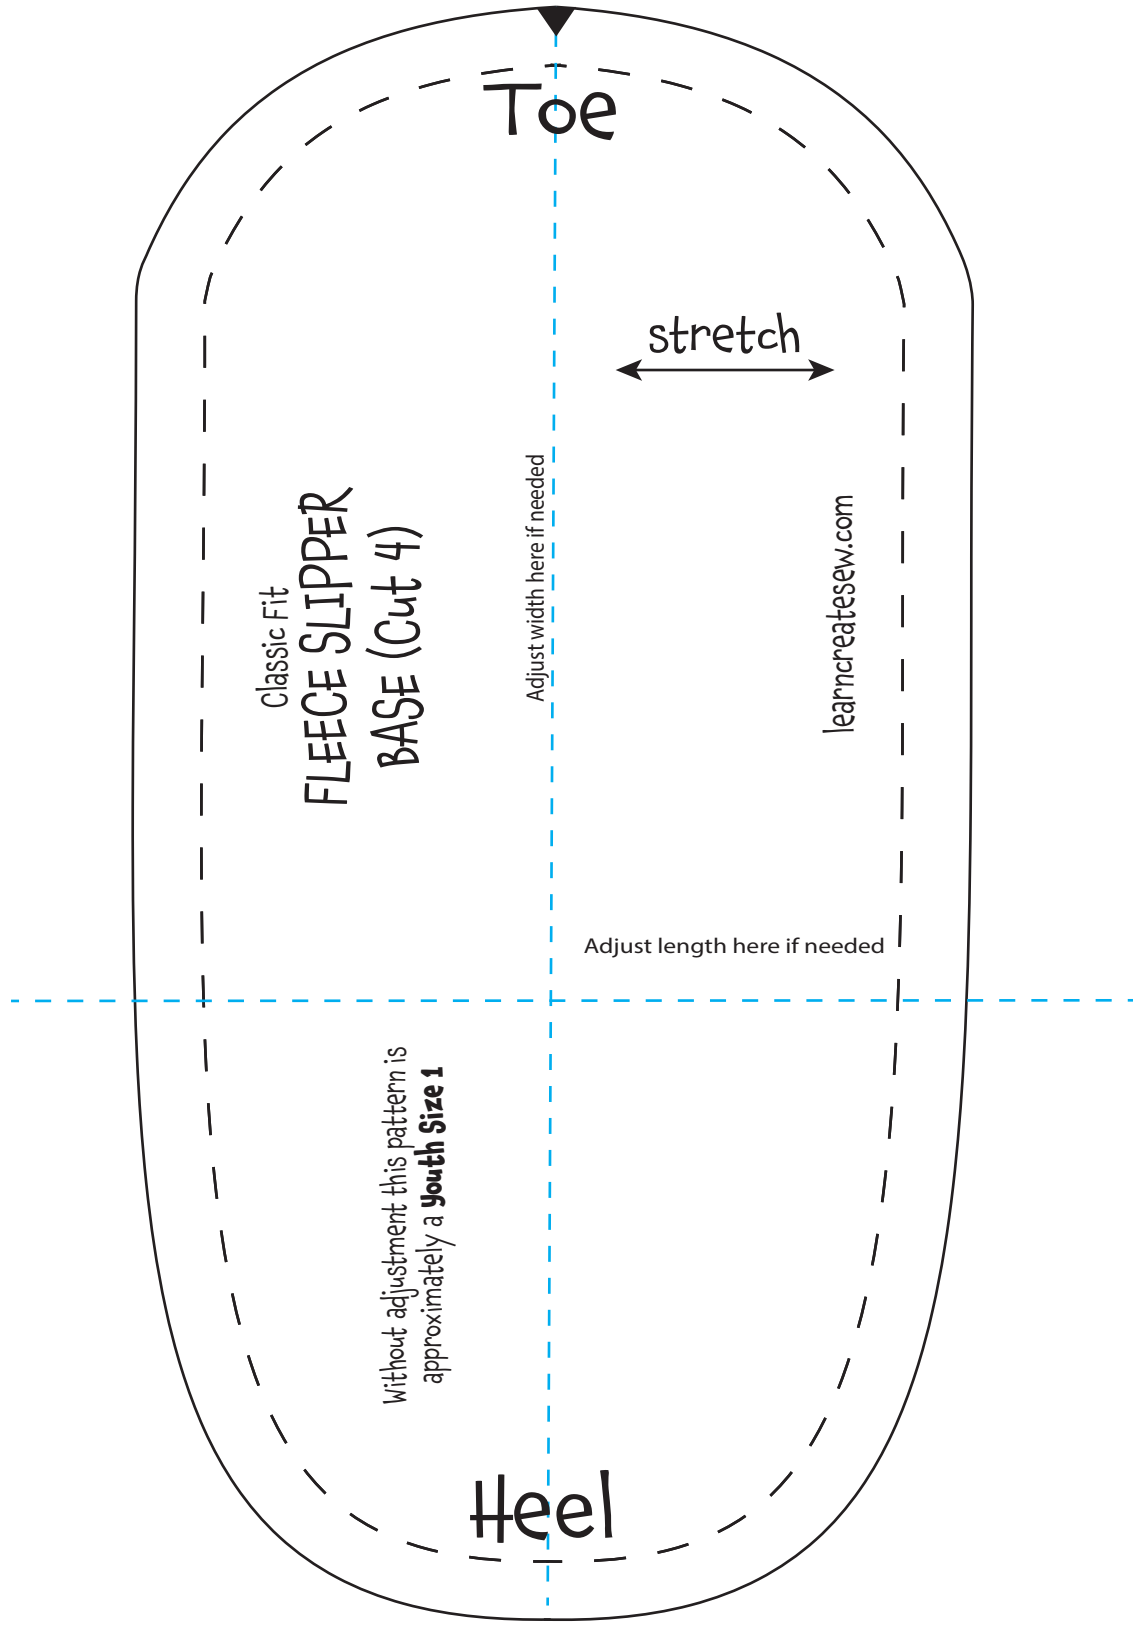 Toe
stretch
Classic Fit
FLEECE SLIPPER
BASE (Cut 4)
Adjust width here if needed
learncreatesew.com
Adjust length here if needed
Without adjustment this pattern is
approximately a Youth Size 1
Heel